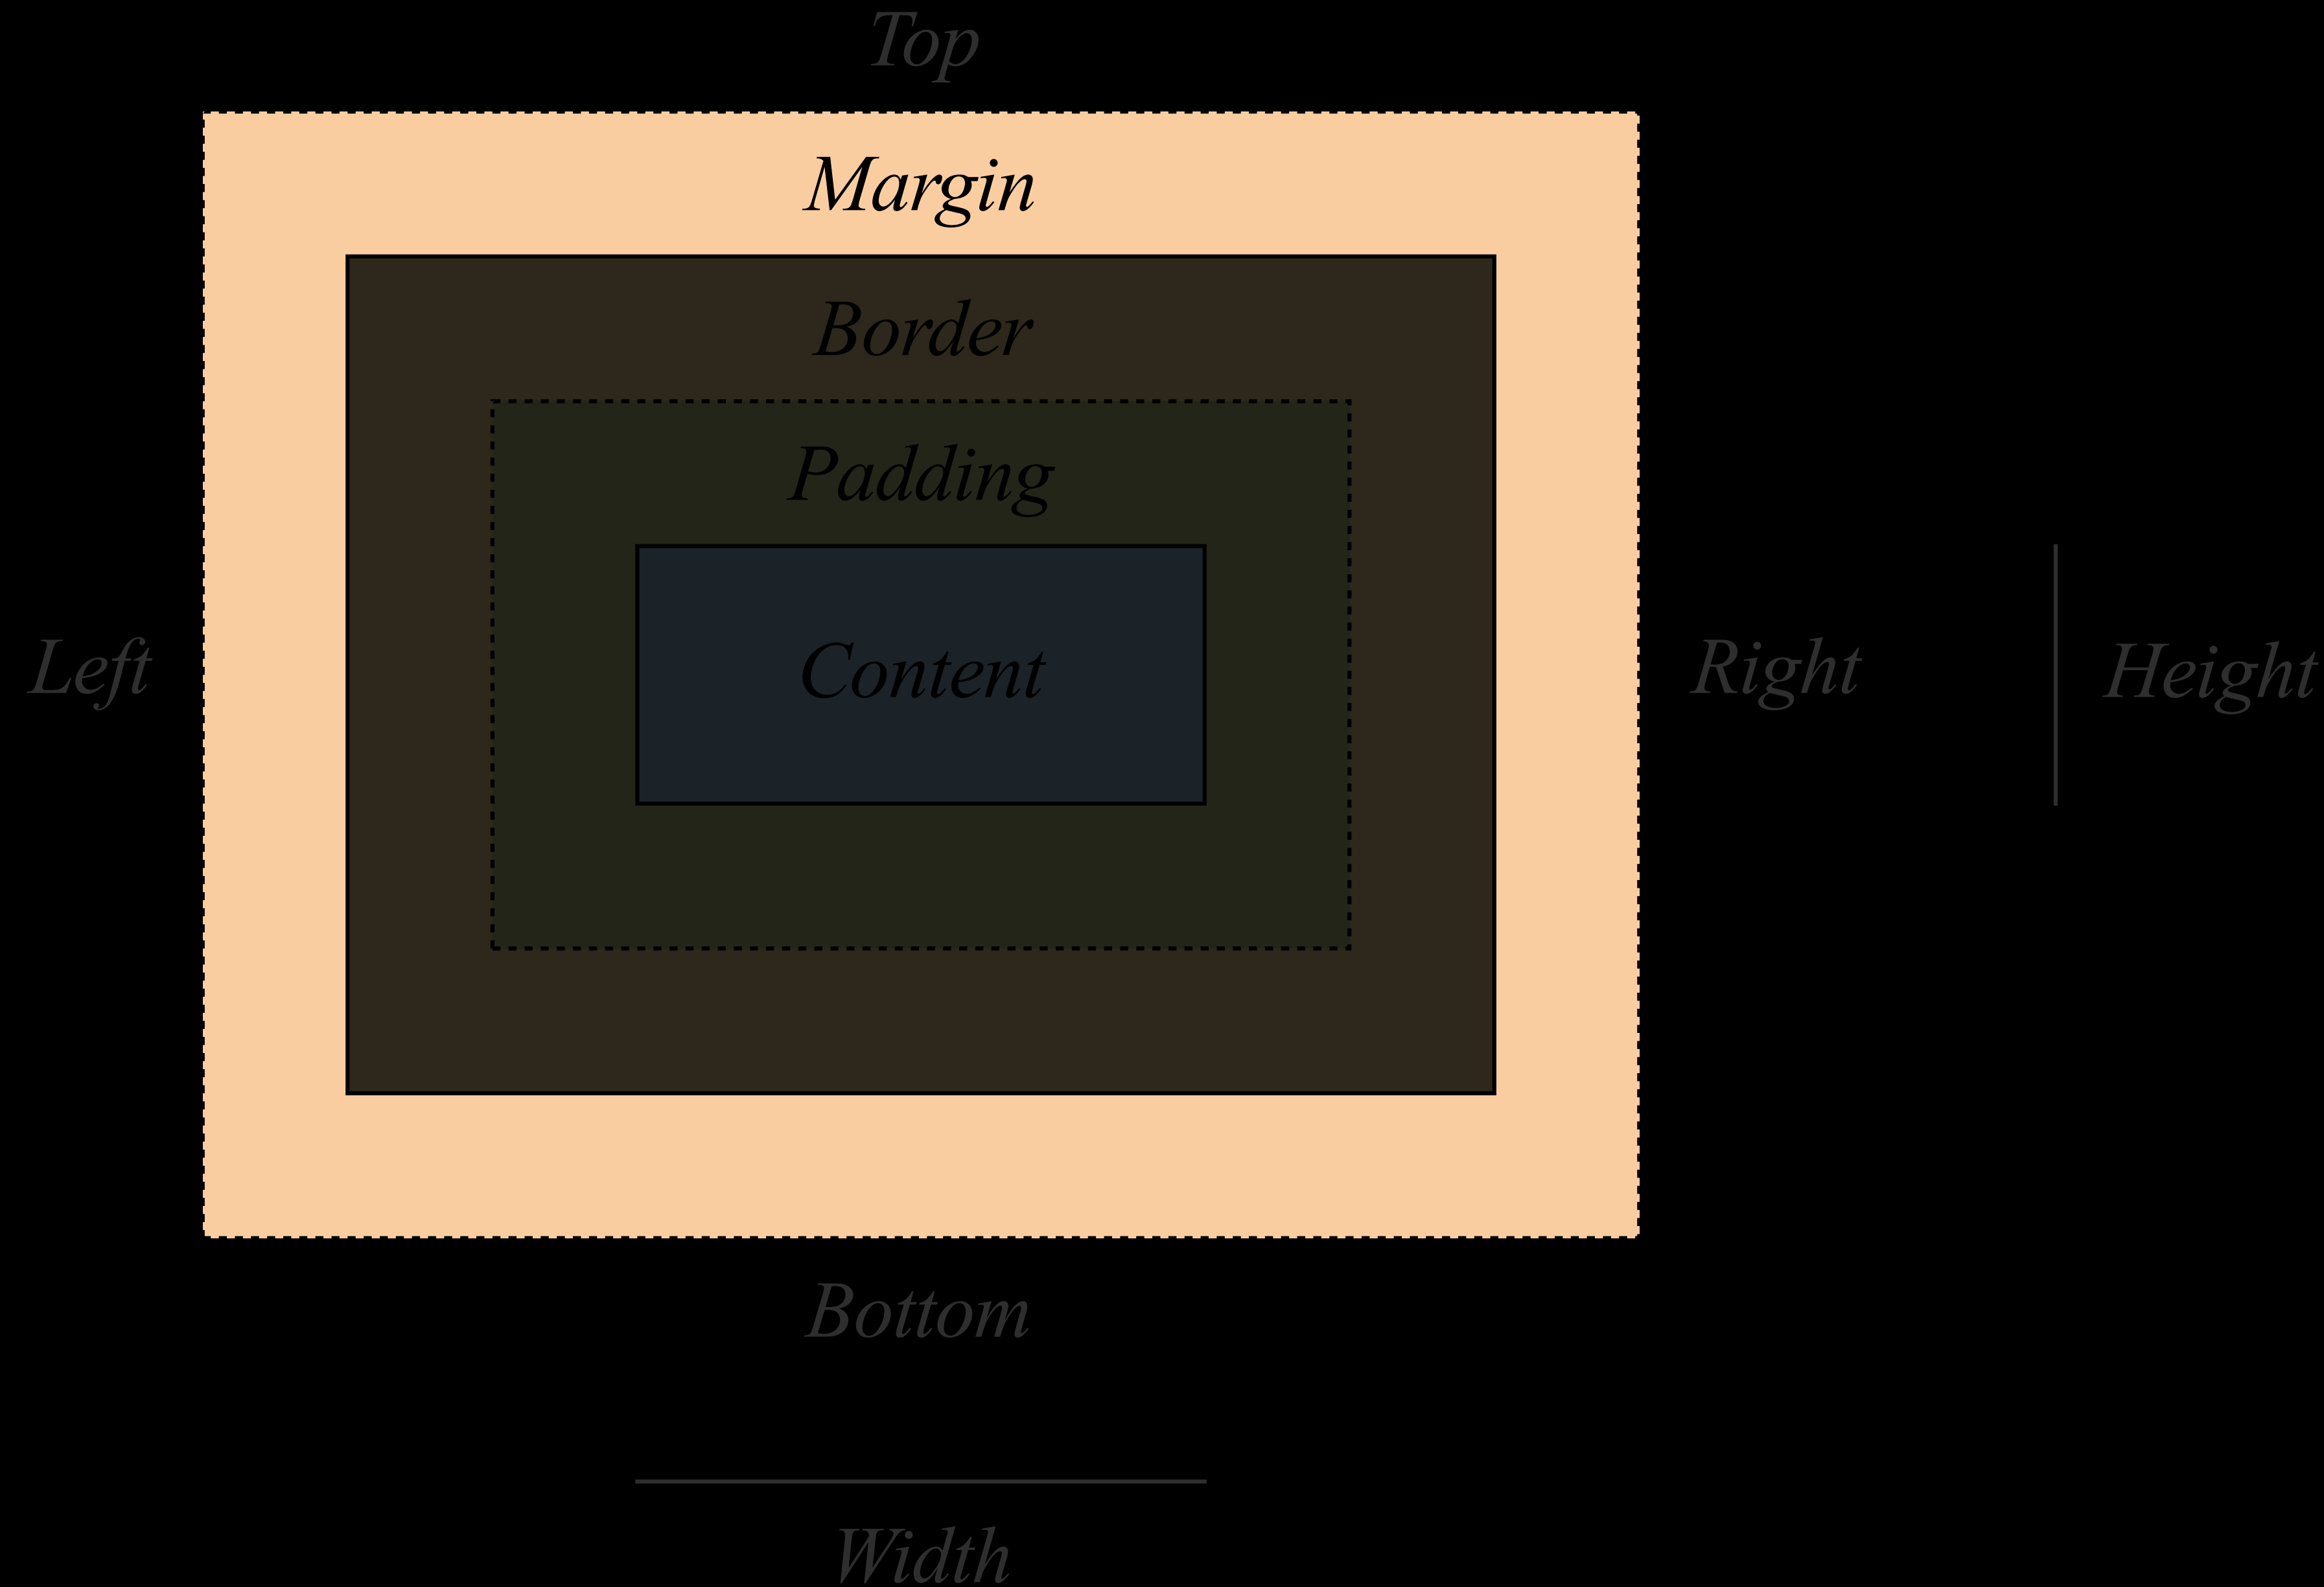 Top
Margin
Border
Padding
Content
Left
Right
Height
Bottom
Width